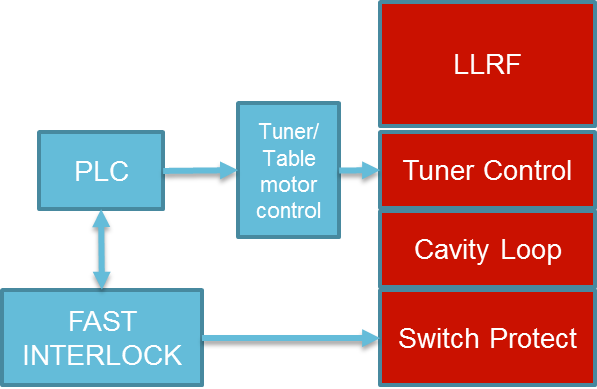 LLRF
PLC
Tuner/
Table
motor
control
Tuner Control
Cavity Loop
FAST
INTERLOCK
Switch Protect